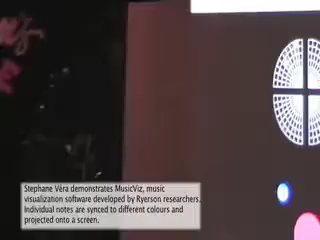 Stephane Véra demonstrates MusicViz, music
visualization software developed by Ryerson researchers.
Individual notes are synced to different colours and
projected onto a screen.